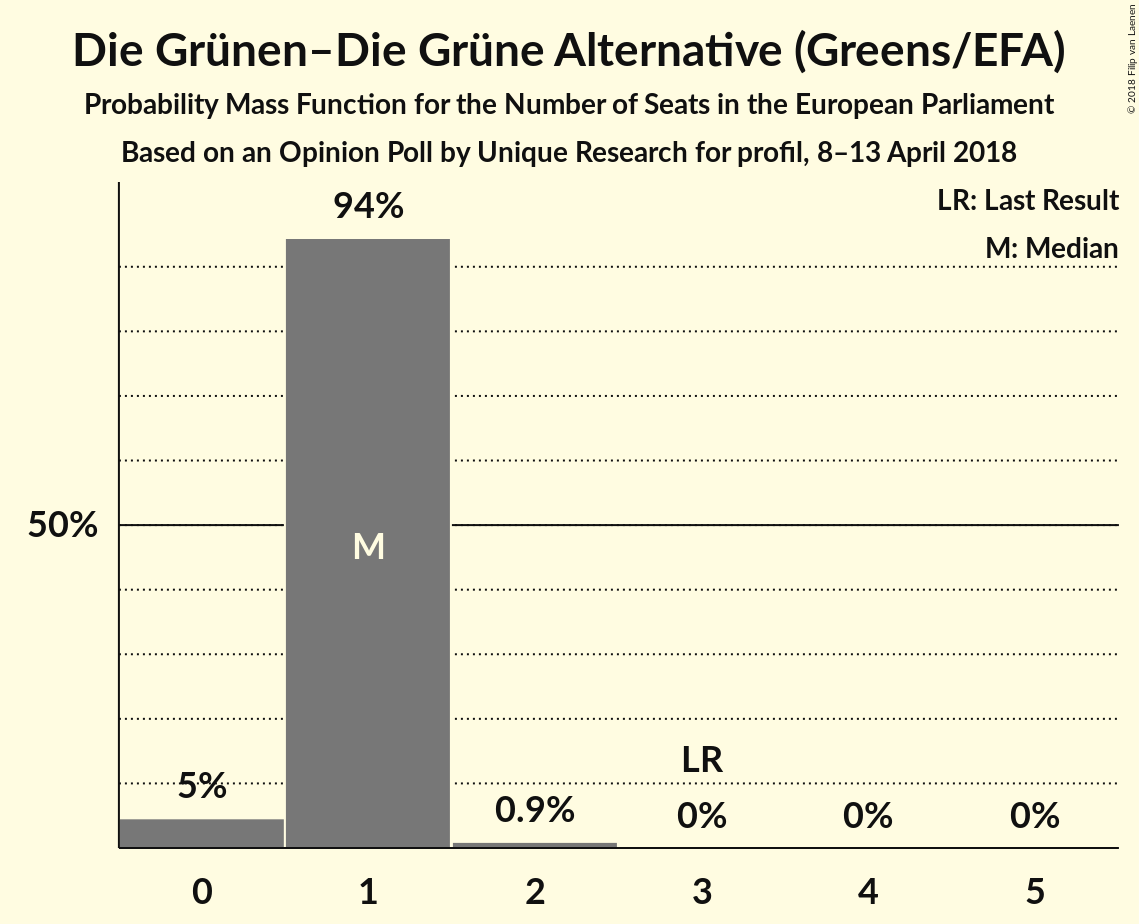 Die Grünen–Die Grüne Alternative (Greens/EFA)
Probability Mass Function for the Number of Seats in the European Parliament
Based on an Opinion Poll by Unique Research for profil, 8–13 April 2018
© 2018 Filip van Laenen
LR: Last Result
M: Median
94%
50%
M
LR
5%
0.9%
0%
0%
0%
0 1 2 3 4 5